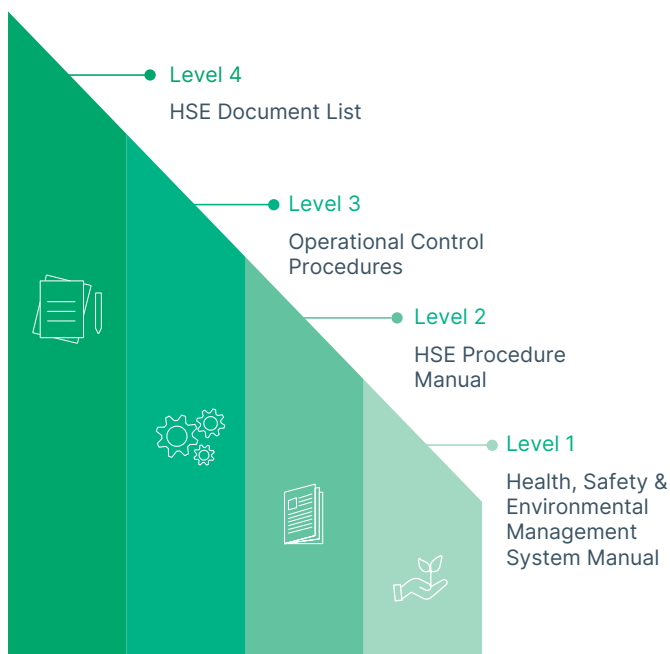 Level 4
HSE Document List
Level 3
Operational Control
Procedures
Level 2
HSE Procedure
Manual
Level 1
Health, Safety &
Environmental
Management
System Manual